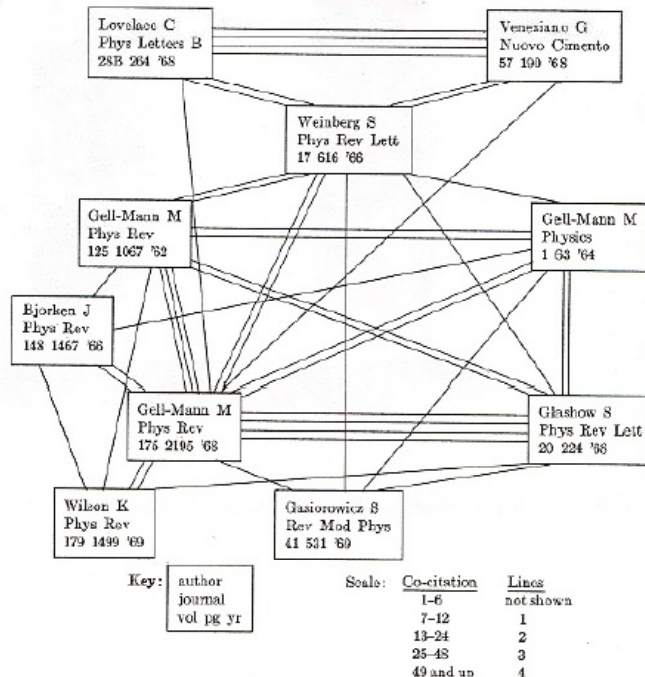 Lovelace C
Phys Letters B
28B 264 '68
Veneziano G
Nuovo Cimento
57 190 '68
Weinberg S
Phys Rev Lett
17 616 '66
Gell-Mann M
Phys Rev
125 1067 '62
Gell-Mann M
Physics
1 63 '64
Bjorken J
Phys Rev
148 1467 '66
Gell-Mann M
Phys Rev
175 2195 '68
Glashow S
Phys Rev Lett
20 224 '68
Wilson K
Phys Rev
179 1499 '69
Gasiorowicz S
Rev Mod Phys
41 531 '69
Key:
author
journal
vol pg yr
Scale: Co-citation Lines
1–6 not shown
7–12 1
13–24 2
25–48 3
49 and up 4